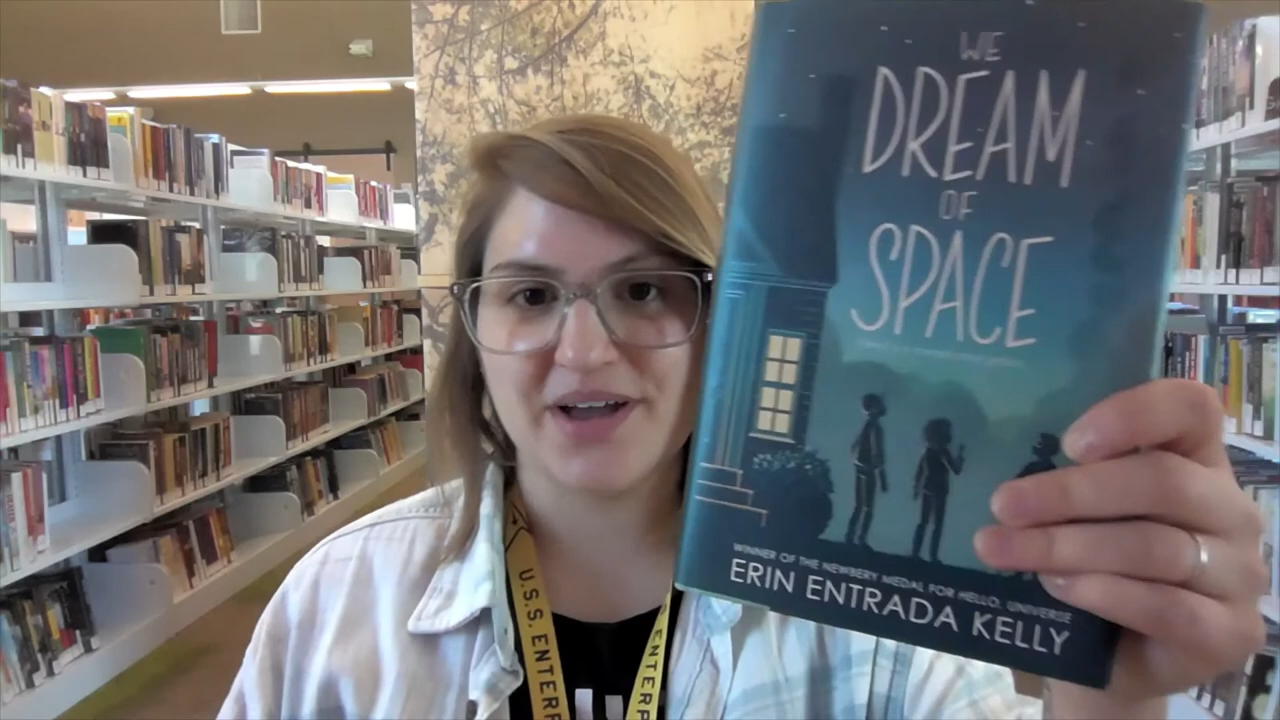 WE
DREAM
OF
SPACE
WINNER OF THE NEWBERY MEDAL FOR HELLO, UNIVERSE
ERIN ENTRADA KELLY
U.S.S. ENTERP
ENTERP